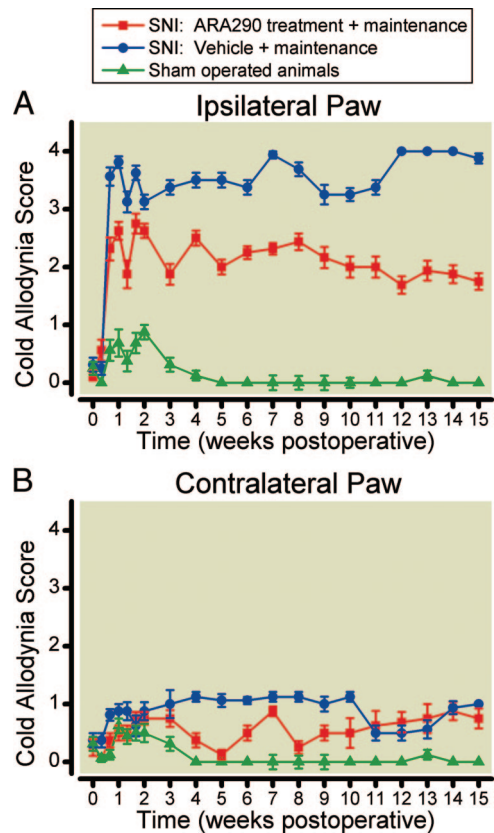 SNI: ARA290 treatment + maintenance
SNI: Vehicle + maintenance
Sham operated animals
A
Ipsilateral Paw
Cold Allodynia Score
4
3
2
1
0
0 1 2 3 4 5 6 7 8 9 10 11 12 13 14 15
Time (weeks postoperative)
B
Contralateral Paw
Cold Allodynia Score
4
3
2
1
0
0 1 2 3 4 5 6 7 8 9 10 11 12 13 14 15
Time (weeks postoperative)